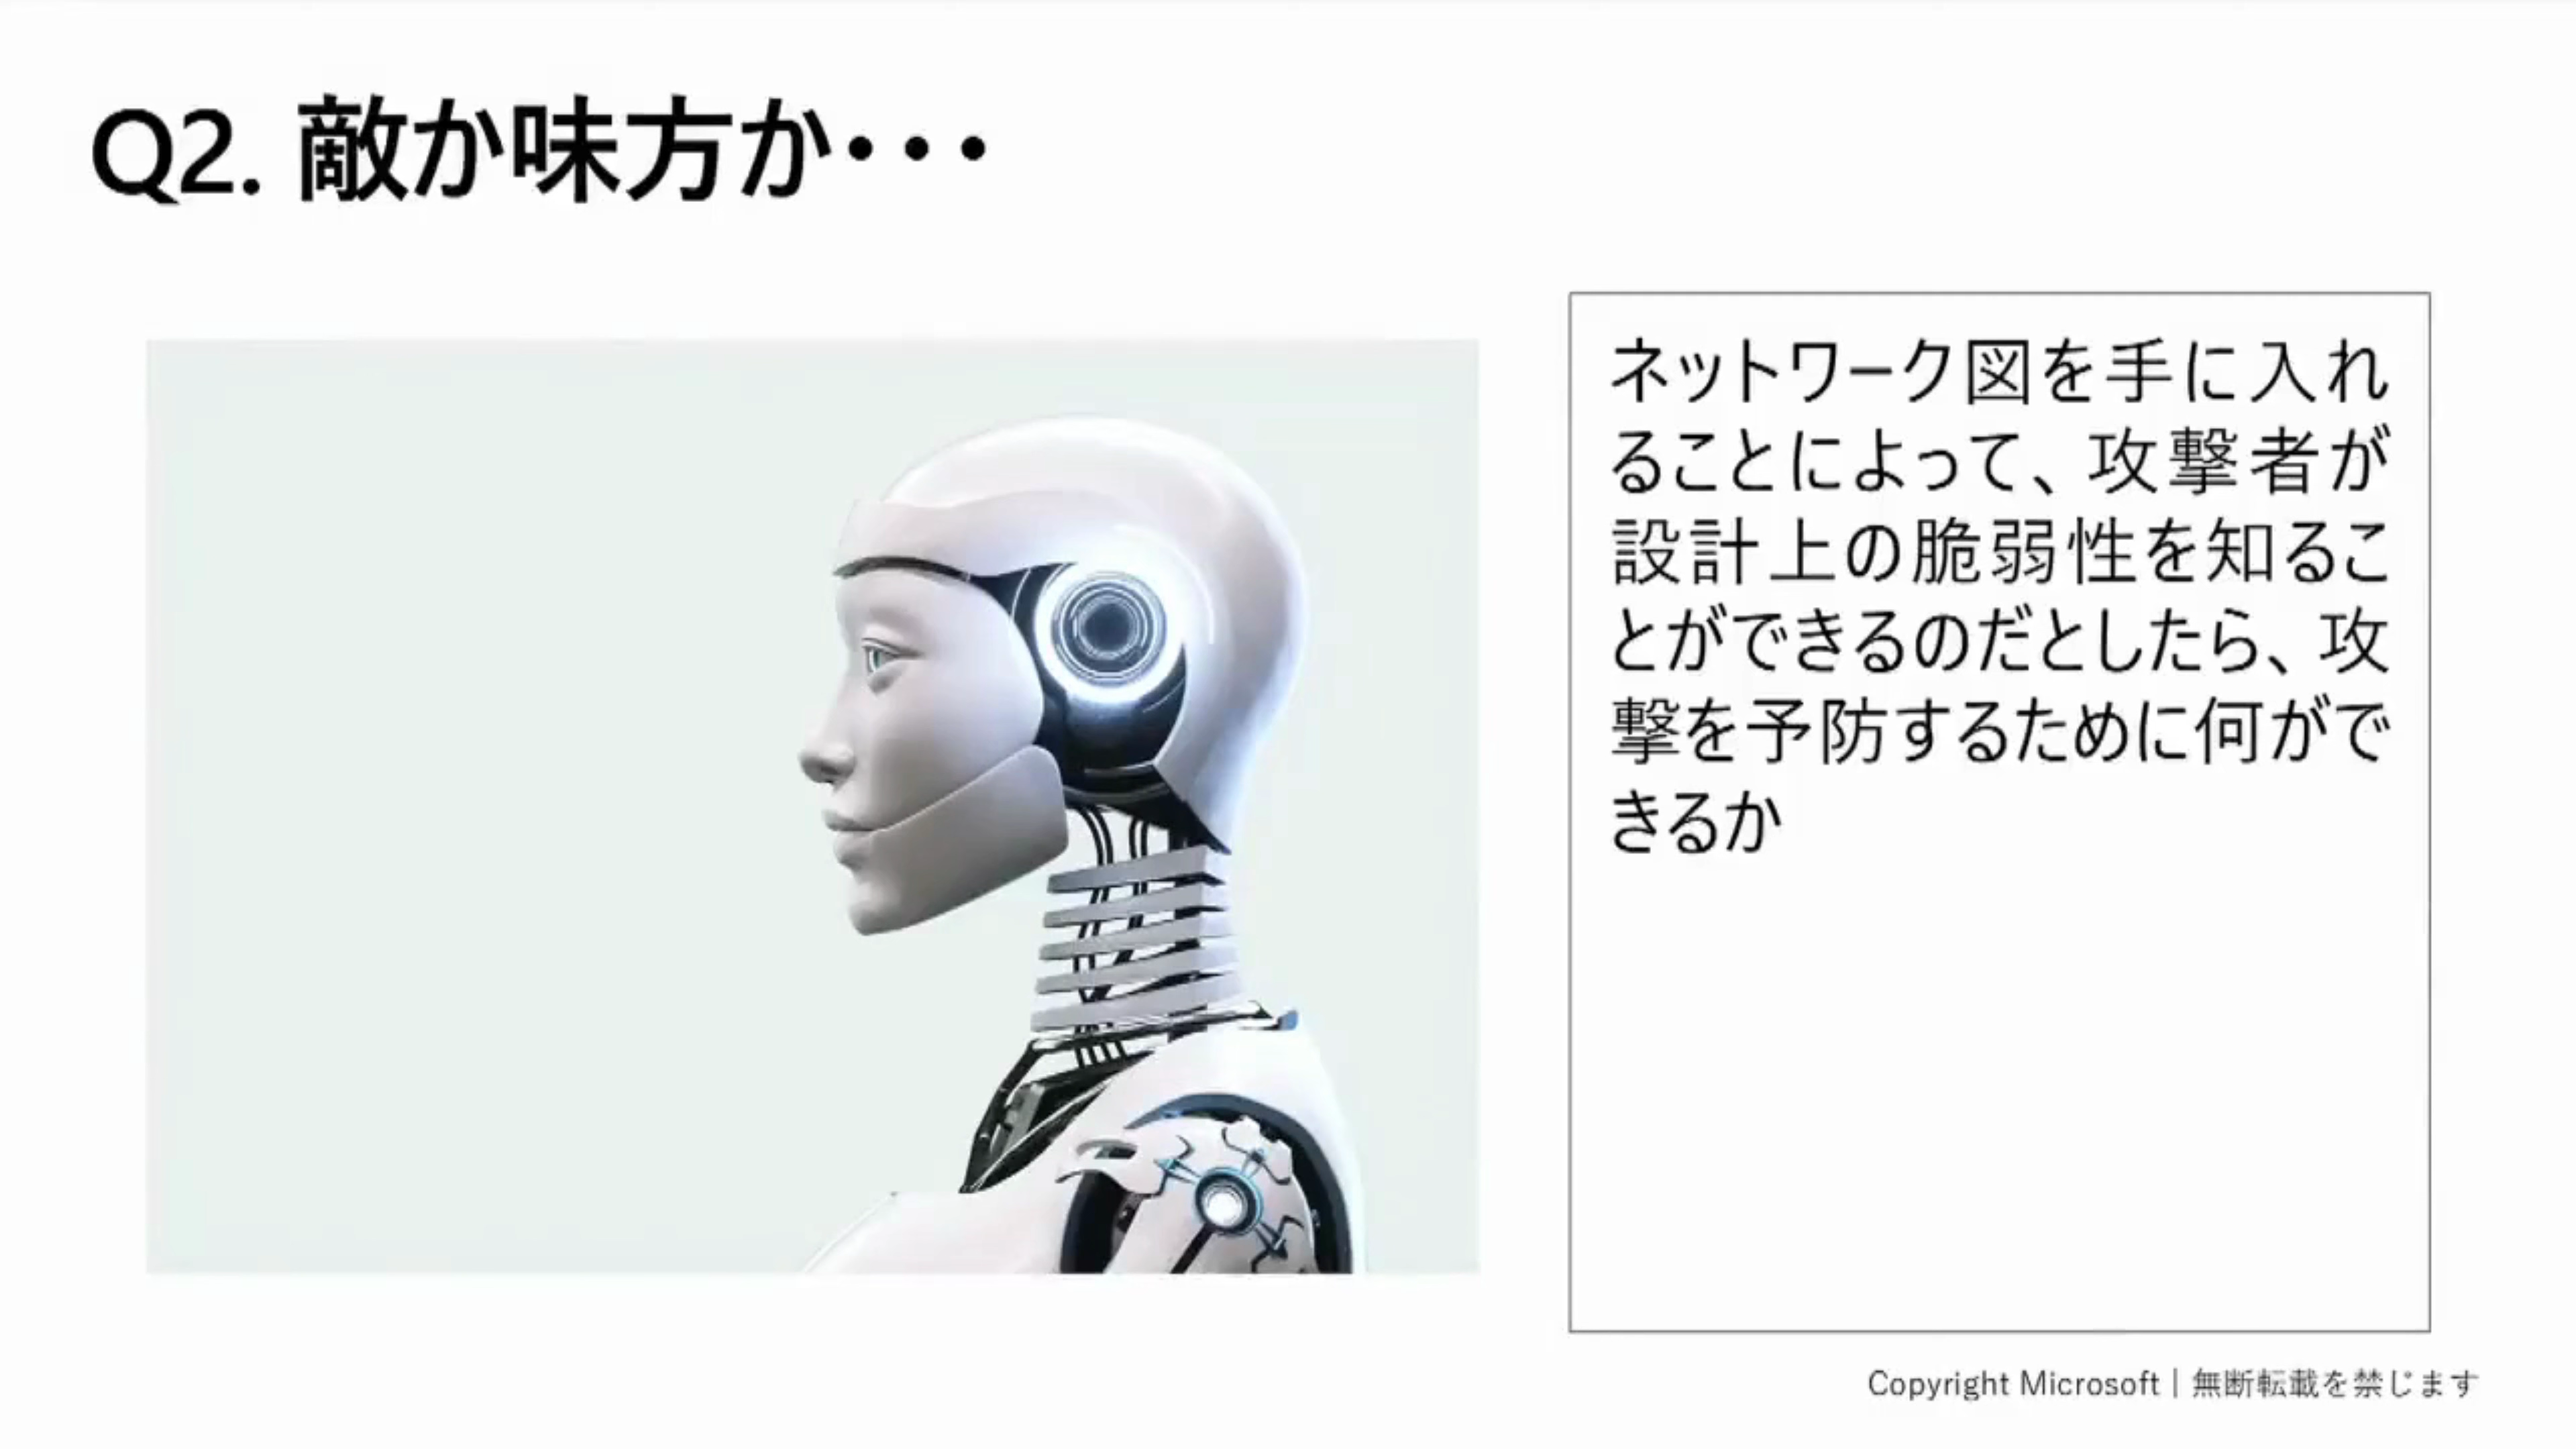 Q2. 敵か味方か・・・
ネットワーク図を手に入れ
ることによって、攻撃者が
設計上の脆弱性を知るこ
とができるのだとしたら、攻
撃を予防するために何がで
きるか
Copyright Microsoft | 無断転載を禁じます